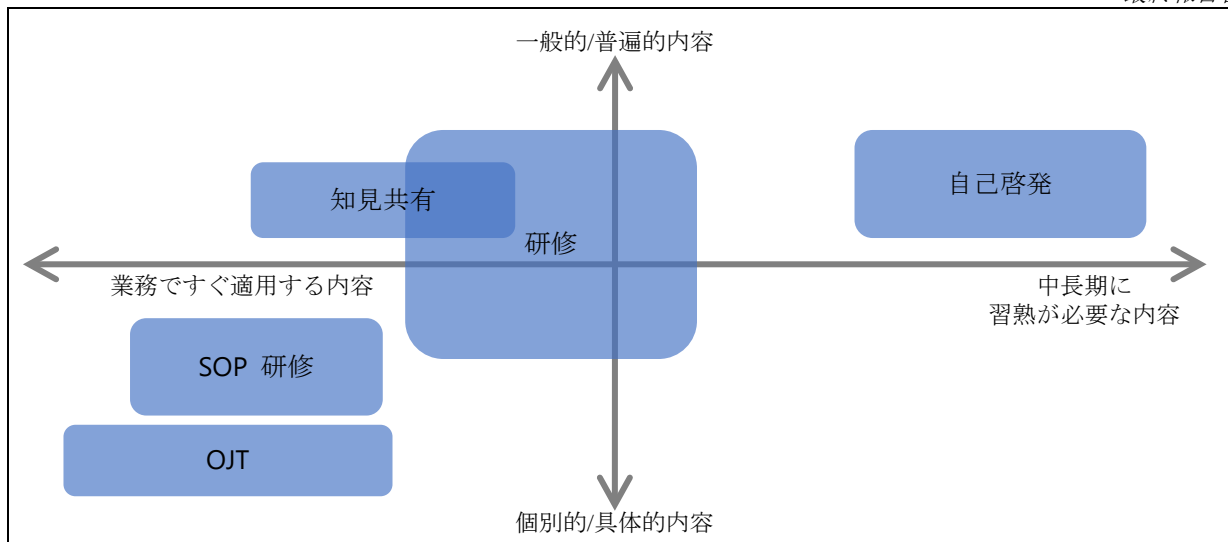 一般的/普遍的内容
自己啓発
知見共有
研修
業務ですぐ適用する内容
中長期に
習熟が必要な内容
SOP 研修
OJT
個別的/具体的内容